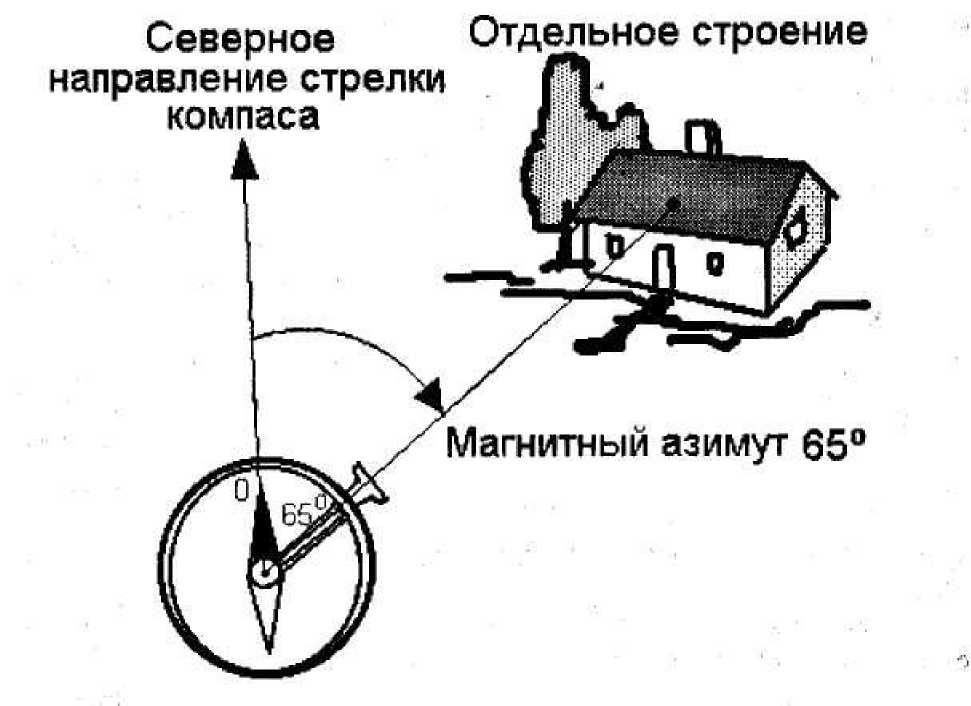 Северное
направление стрелки
компаса
Отдельное строение
Магнитный азимут 65º
0
65º